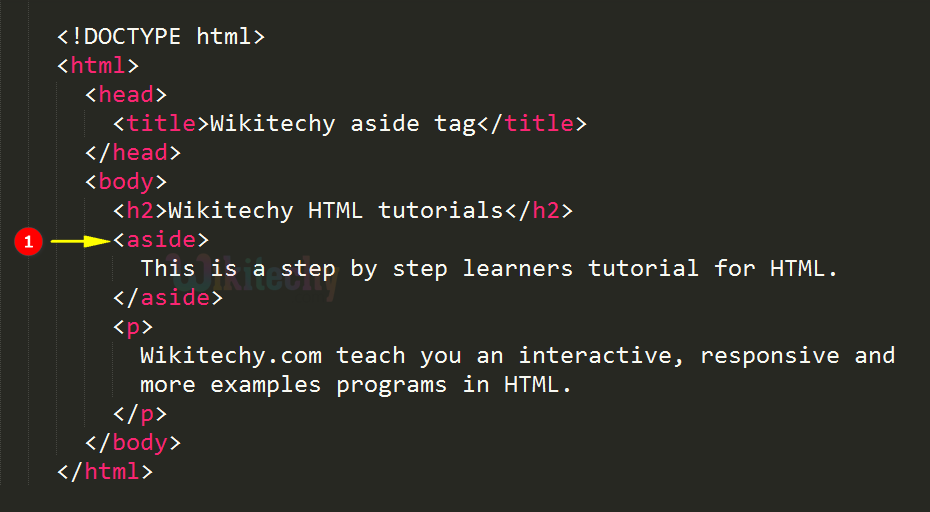 <!DOCTYPE html>
<html>
<head>
<title>Wikitechy aside tag</title>
</head>
<body>
<h2>Wikitechy HTML tutorials</h2>
1 <aside>
This is a step by step learners tutorial for HTML.
Wikitechy
</aside>
<p>
Wikitechy.com teach you an interactive, responsive and
more examples programs in HTML.
</p>
</body>
</html>